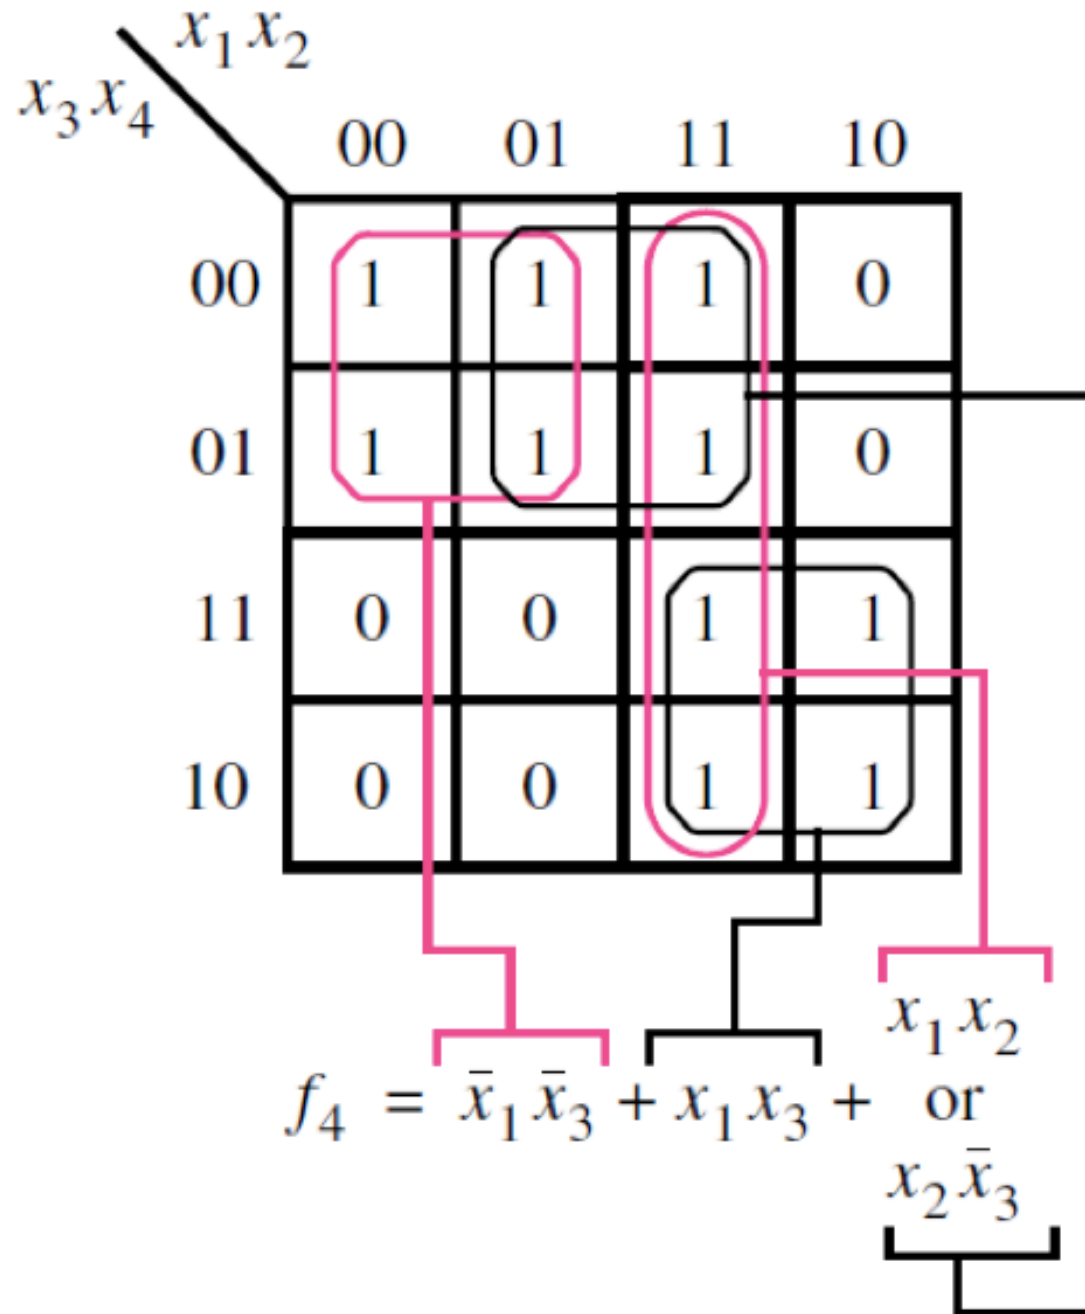 x₁x₂
x₃x₄
00 01 11 10
00 1 1 1 0
01 1 1 1 0
11 0 0 1 1
10 0 0 1 1
x₁x₂
f₄ = x̄₁x̄₃ + x₁x₃ + or
x₂x̄₃